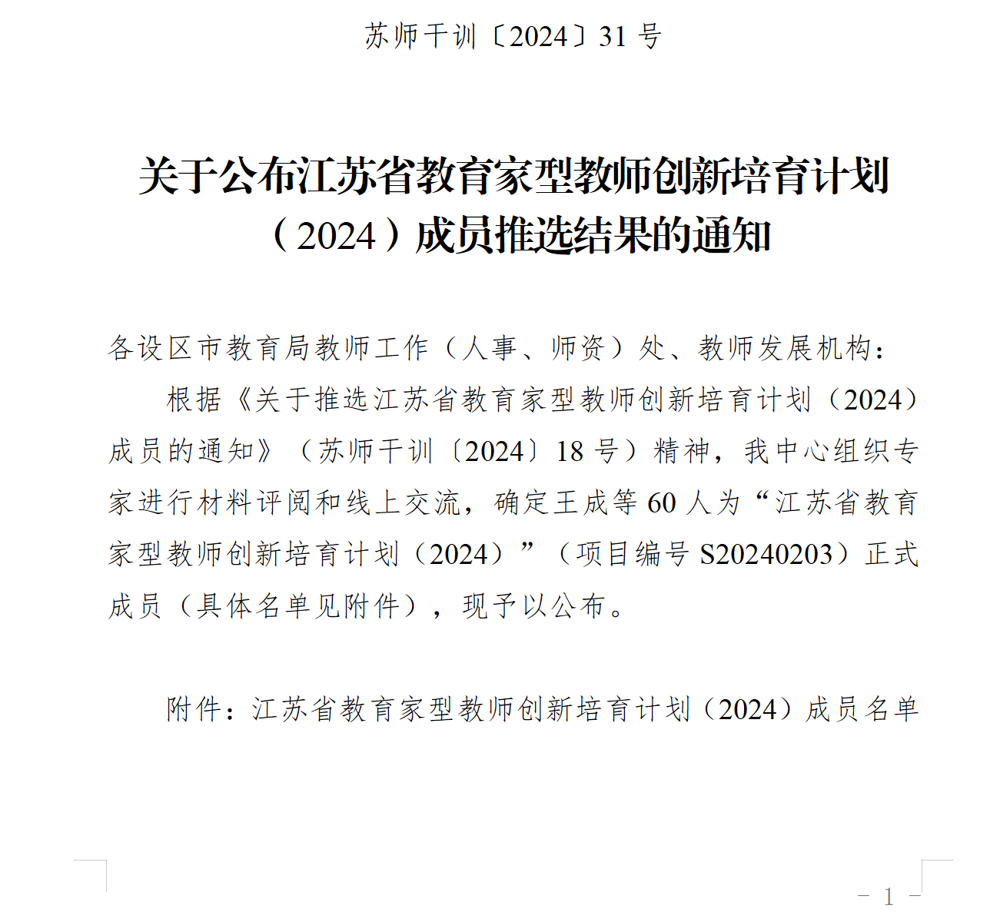 苏师干训〔2024〕31 号
关于公布江苏省教育家型教师创新培育计划
（2024）成员推选结果的通知
各设区市教育局教师工作（人事、师资）处、教师发展机构：
根据《关于推选江苏省教育家型教师创新培育计划（2024）
成员的通知》（苏师干训〔2024〕18 号）精神，我中心组织专
家进行材料评阅和线上交流，确定王成等 60 人为“江苏省教育
家型教师创新培育计划（2024）”（项目编号 S20240203）正式
成员（具体名单见附件），现予以公布。
附件：江苏省教育家型教师创新培育计划（2024）成员名单
- 1 -